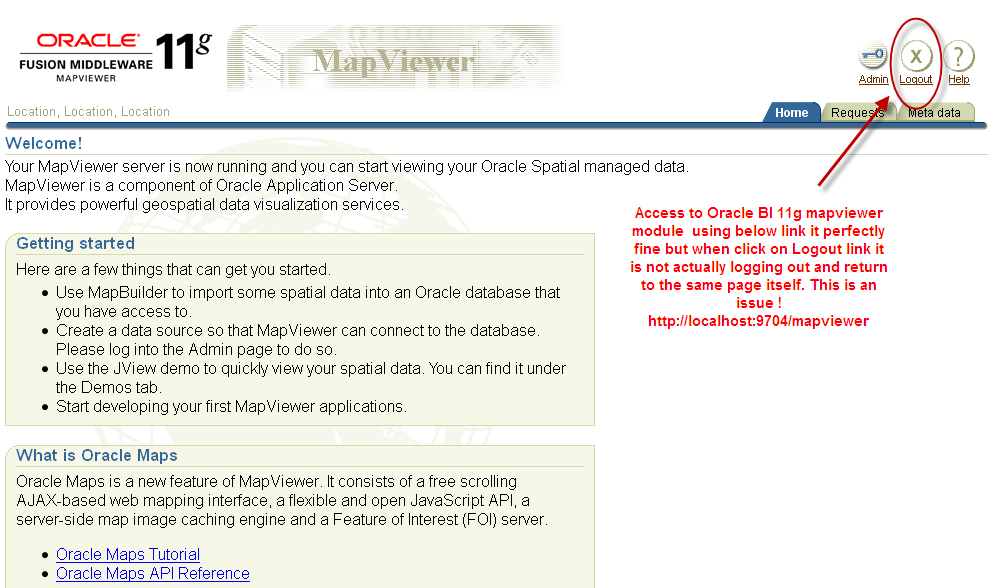 ORACLE
FUSION MIDDLEWARE
MAPVIEWER
11g
MapViewer
Admin
Logout
Help
Location, Location, Location
Home
Requests
Meta data
Welcome!
Your MapViewer server is now running and you can start viewing your Oracle Spatial managed data.
MapViewer is a component of Oracle Application Server.
It provides powerful geospatial data visualization services.
Access to Oracle BI 11g mapviewer
module using below link it perfectly
fine but when click on Logout link it
is not actually logging out and return
to the same page itself. This is an
issue !
http://localhost:9704/mapviewer
Getting started
Here are a few things that can get you started.
• Use MapBuilder to import some spatial data into an Oracle database that
you have access to.
• Create a data source so that MapViewer can connect to the database.
Please log into the Admin page to do so.
• Use the JView demo to quickly view your spatial data. You can find it under
the Demos tab.
• Start developing your first MapViewer applications.
What is Oracle Maps
Oracle Maps is a new feature of MapViewer. It consists of a free scrolling
AJAX-based web mapping interface, a flexible and open JavaScript API, a
server-side map image caching engine and a Feature of Interest (FOI) server.
• Oracle Maps Tutorial
• Oracle Maps API Reference